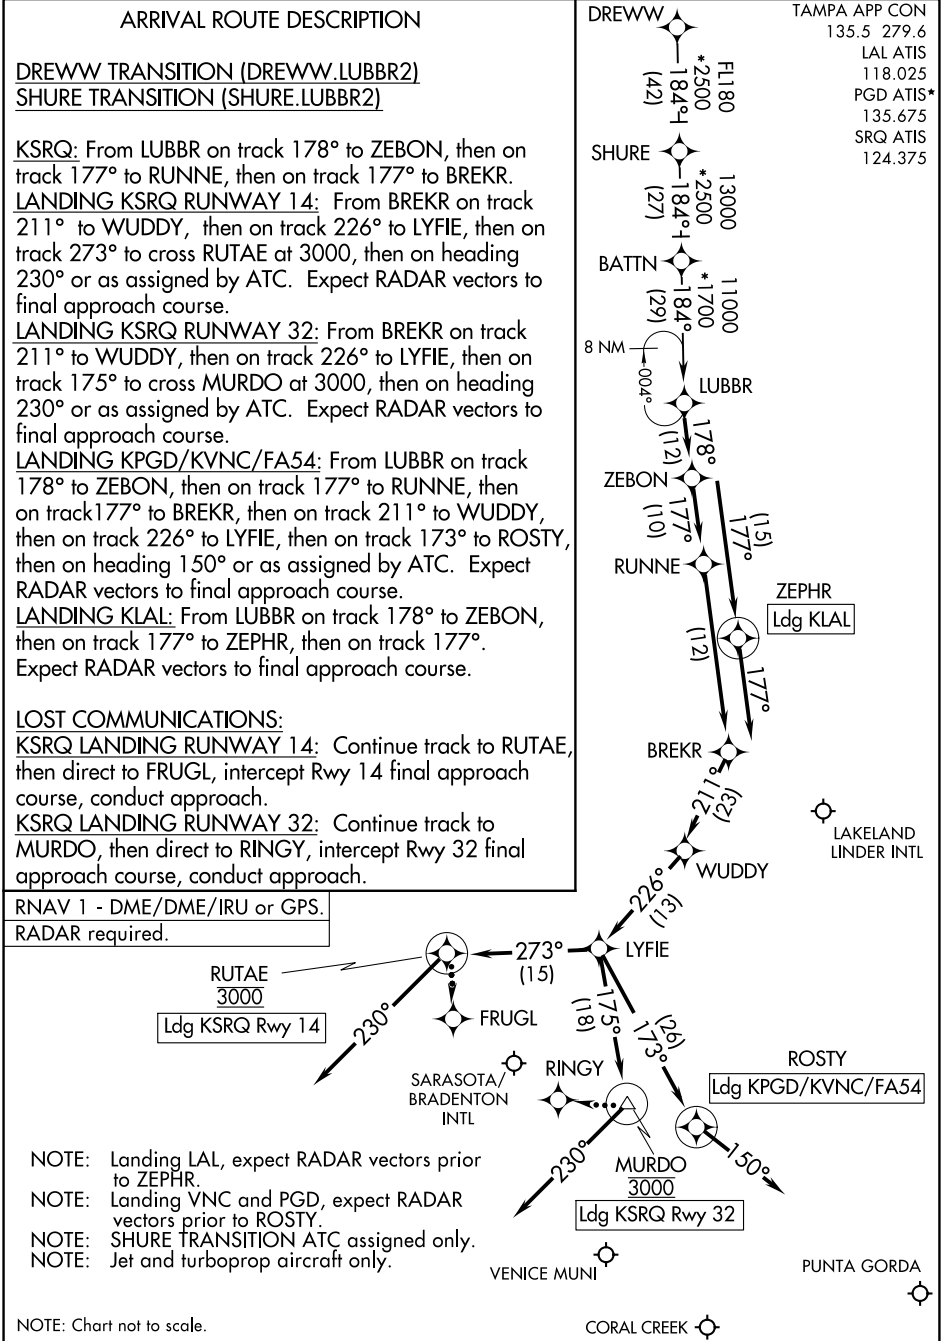 ARRIVAL ROUTE DESCRIPTION
DREWW TRANSITION (DREWW.LUBBR2)
SHURE TRANSITION (SHURE.LUBBR2)
KSRQ: From LUBBR on track 178° to ZEBON, then on
track 177° to RUNNE, then on track 177° to BREKR.
LANDING KSRQ RUNWAY 14: From BREKR on track
211° to WUDDY, then on track 226° to LYFIE, then on
track 273° to cross RUTAE at 3000, then on heading
230° or as assigned by ATC. Expect RADAR vectors to
final approach course.
LANDING KSRQ RUNWAY 32: From BREKR on track
211° to WUDDY, then on track 226° to LYFIE, then on
track 175° to cross MURDO at 3000, then on heading
230° or as assigned by ATC. Expect RADAR vectors to
final approach course.
LANDING KPGD/KVNC/FA54: From LUBBR on track
178° to ZEBON, then on track 177° to RUNNE, then
on track177° to BREKR, then on track 211° to WUDDY,
then on track 226° to LYFIE, then on track 173° to ROSTY,
then on heading 150° or as assigned by ATC. Expect
RADAR vectors to final approach course.
LANDING KLAL: From LUBBR on track 178° to ZEBON,
then on track 177° to ZEPHR, then on track 177°.
Expect RADAR vectors to final approach course.
LOST COMMUNICATIONS:
KSRQ LANDING RUNWAY 14: Continue track to RUTAE,
then direct to FRUGL, intercept Rwy 14 final approach
course, conduct approach.
KSRQ LANDING RUNWAY 32: Continue track to
MURDO, then direct to RINGY, intercept Rwy 32 final
approach course, conduct approach.
RNAV 1 - DME/DME/IRU or GPS.
RADAR required.
TAMPA APP CON
135.5 279.6
LAL ATIS
118.025
PGD ATIS*
135.675
SRQ ATIS
124.375
DREWW
FL180
*2500
184°
(42)
SHURE
13000
*2500
184°
(27)
BATTN
11000
*1700
184°
(29)
8 NM
004°
LUBBR
178°
(12)
ZEBON
177°
(10)
(15)
177°
RUNNE
ZEPHR
Ldg KLAL
(12)
177°
BREKR
211°
(23)
LAKELAND
LINDER INTL
WUDDY
226°
(13)
LYFIE
273°
(15)
RUTAE
3000
Ldg KSRQ Rwy 14
230°
FRUGL
175°
(18)
(26)
173°
ROSTY
Ldg KPGD/KVNC/FA54
150°
SARASOTA/
BRADENTON
INTL
RINGY
230°
MURDO
3000
Ldg KSRQ Rwy 32
NOTE: Landing LAL, expect RADAR vectors prior
to ZEPHR.
NOTE: Landing VNC and PGD, expect RADAR
vectors prior to ROSTY.
NOTE: SHURE TRANSITION ATC assigned only.
NOTE: Jet and turboprop aircraft only.
VENICE MUNI
PUNTA GORDA
NOTE: Chart not to scale.
CORAL CREEK